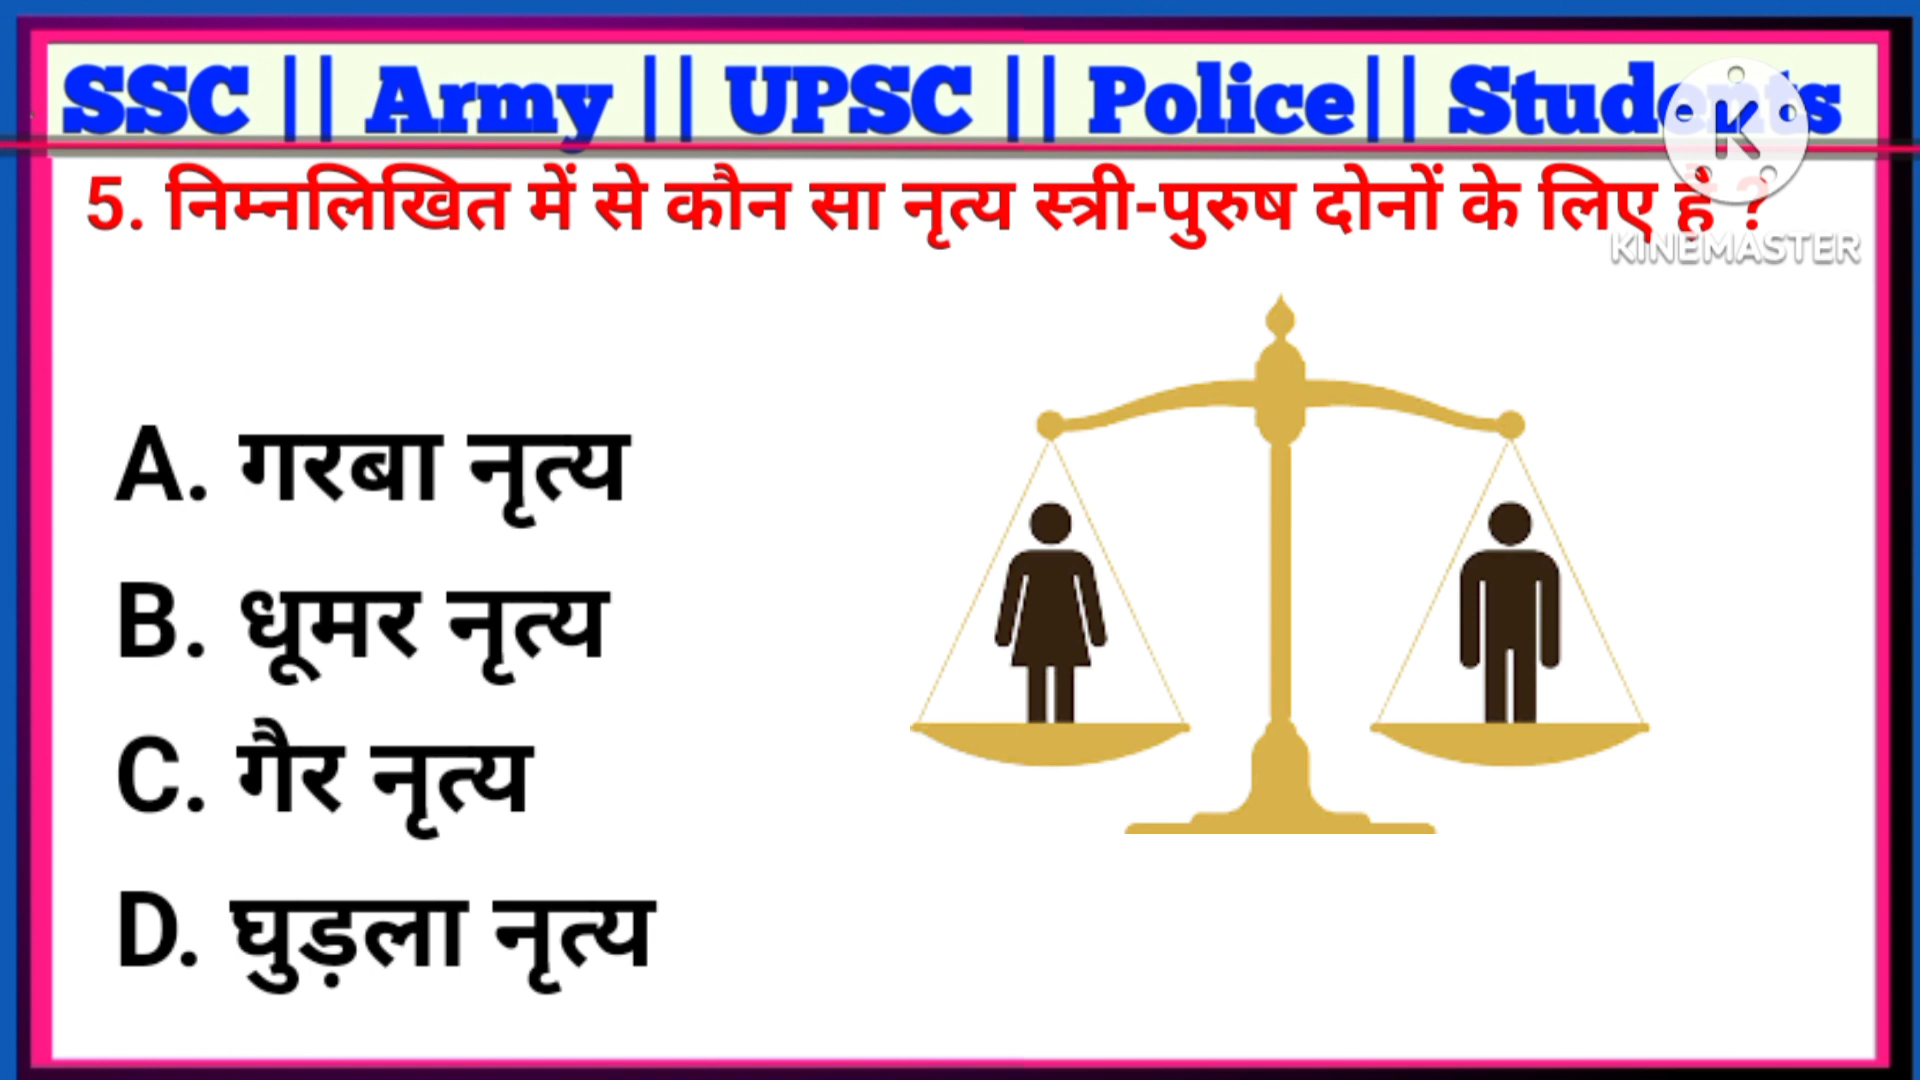 SSC || Army || UPSC || Police|| Students
5. निम्नलिखित में से कौन सा नृत्य स्त्री-पुरुष दोनों के लिए है ?
KINEMASTER
A. गरबा नृत्य
B. धूमर नृत्य
C. गैर नृत्य
D. घुड़ला नृत्य